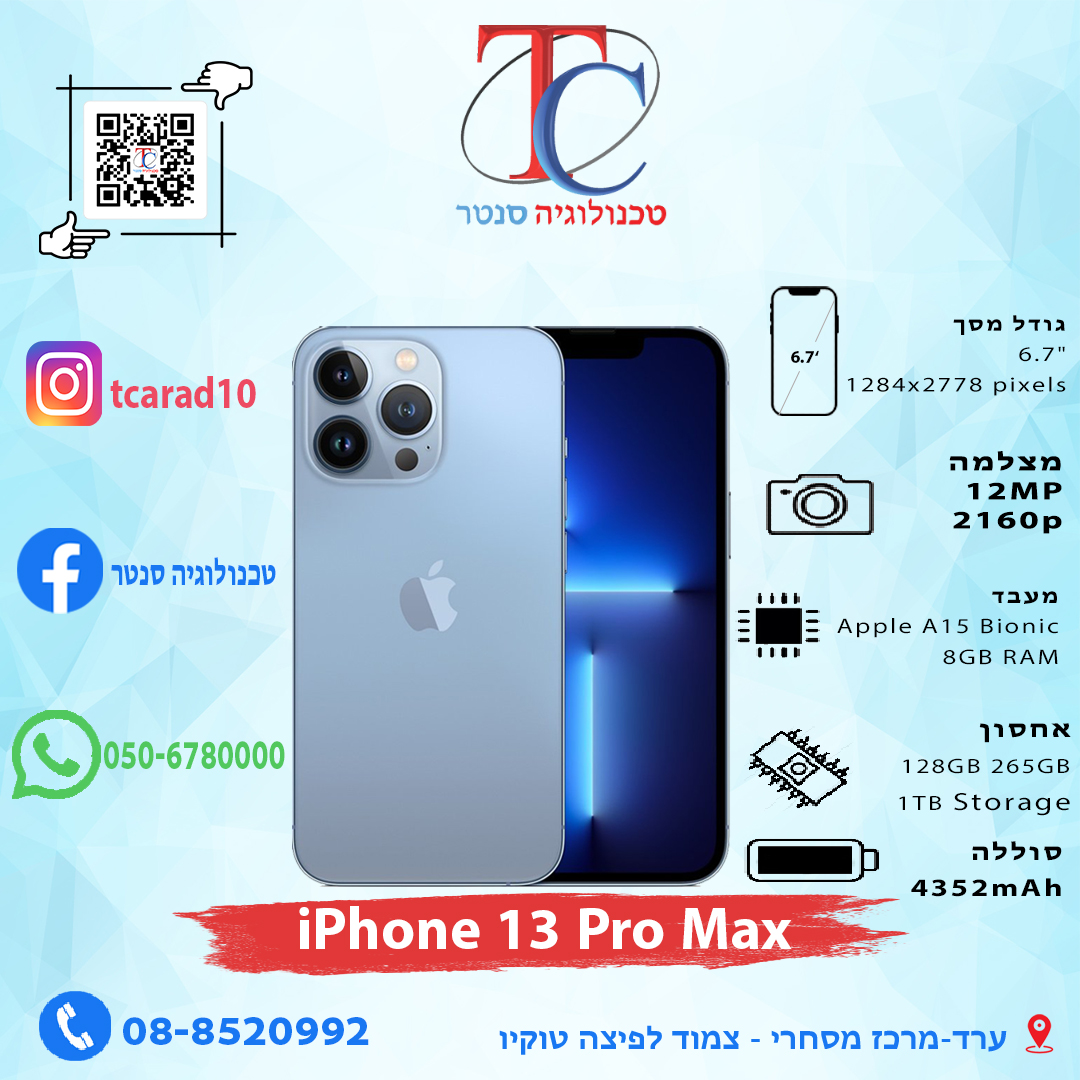 TC
טכנולוגיה סנטר
tcarad10
טכנולוגיה סנטר
050-6780000
6.7‘
גודל מסך
6.7"
1284x2778 pixels
מצלמה
12MP
2160p
מעבד
Apple A15 Bionic
8GB RAM
אחסון
128GB 265GB
1TB Storage
סוללה
4352mAh
iPhone 13 Pro Max
08-8520992
ערד-מרכז מסחרי - צמוד לפיצה טוקיו